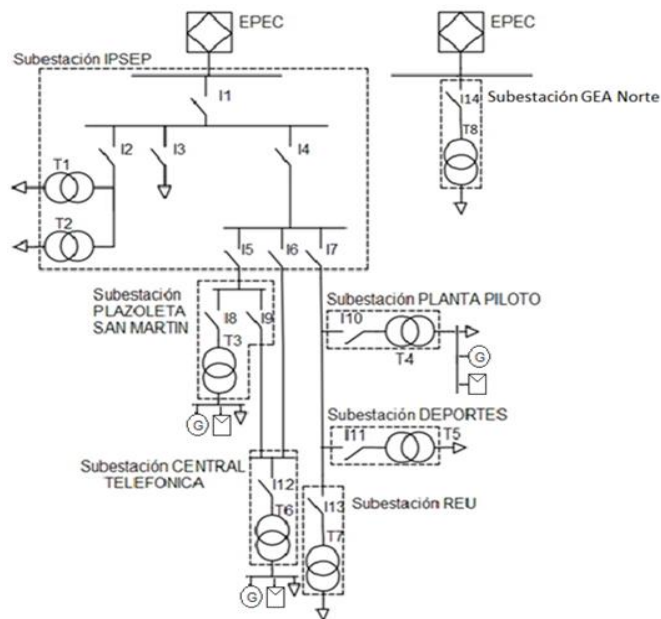 EPEC
EPEC
Subestación IPSEP
I1
Subestación GEA Norte
I14
T8
I2
I3
I4
T1
T2
I5
I6
I7
Subestación
PLAZOLETA
SAN MARTIN
I8
I9
T3
Subestación PLANTA PILOTO
I10
T4
G
G
Subestación DEPORTES
I11
T5
Subestación CENTRAL
TELEFONICA
I12
T6
I13
Subestación REU
T7
G